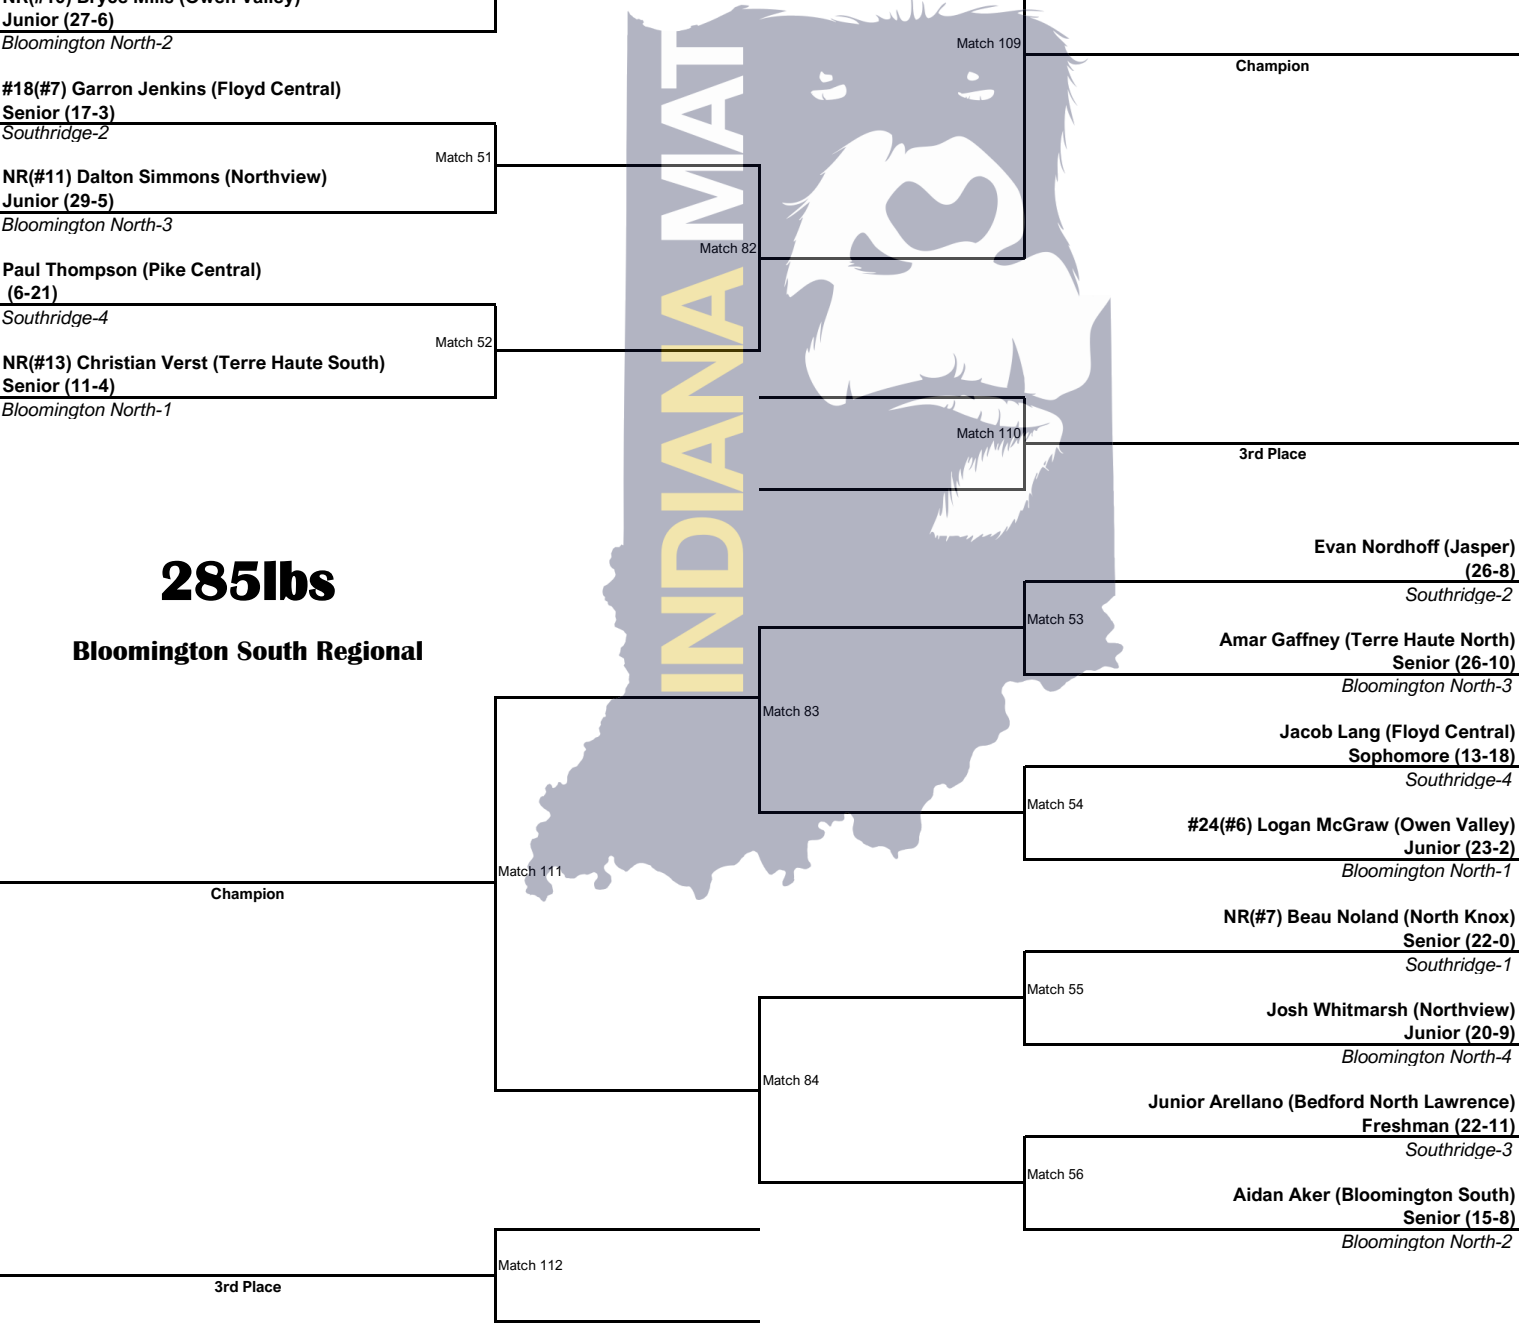 Junior (27-6)
Bloomington North-2
#18(#7) Garron Jenkins (Floyd Central)
Senior (17-3)
Southridge-2
Match 51
NR(#11) Dalton Simmons (Northview)
Junior (29-5)
Bloomington North-3
Match 82
Paul Thompson (Pike Central)
(6-21)
Southridge-4
Match 52
NR(#13) Christian Verst (Terre Haute South)
Senior (11-4)
Bloomington North-1
Match 109
Champion
Match 110
3rd Place
INDIANA MAT
285lbs
Bloomington South Regional
Evan Nordhoff (Jasper)
(26-8)
Southridge-2
Match 53
Amar Gaffney (Terre Haute North)
Senior (26-10)
Bloomington North-3
Match 83
Jacob Lang (Floyd Central)
Sophomore (13-18)
Southridge-4
Match 54
#24(#6) Logan McGraw (Owen Valley)
Junior (23-2)
Bloomington North-1
Match 111
Champion
NR(#7) Beau Noland (North Knox)
Senior (22-0)
Southridge-1
Match 55
Josh Whitmarsh (Northview)
Junior (20-9)
Bloomington North-4
Match 84
Junior Arellano (Bedford North Lawrence)
Freshman (22-11)
Southridge-3
Match 56
Aidan Aker (Bloomington South)
Senior (15-8)
Bloomington North-2
Match 112
3rd Place